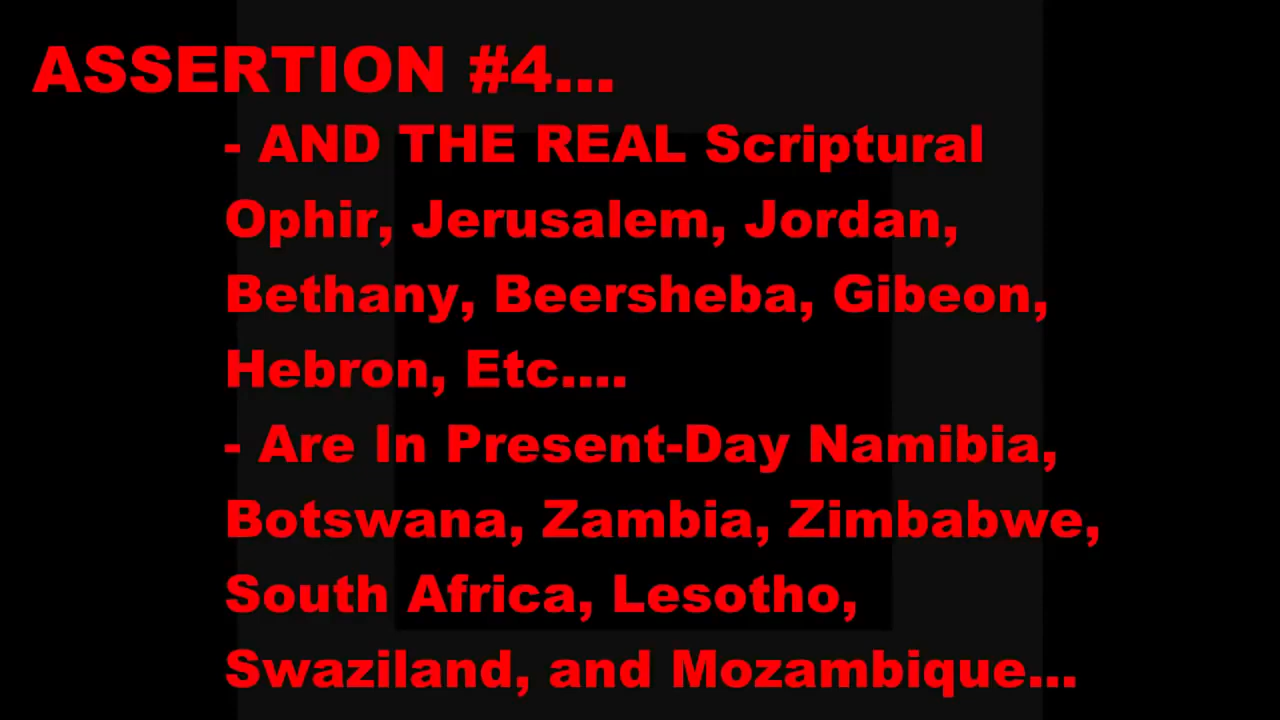 ASSERTION #4...
- AND THE REAL Scriptural
Ophir, Jerusalem, Jordan,
Bethany, Beersheba, Gibeon,
Hebron, Etc....
- Are In Present-Day Namibia,
Botswana, Zambia, Zimbabwe,
South Africa, Lesotho,
Swaziland, and Mozambique...